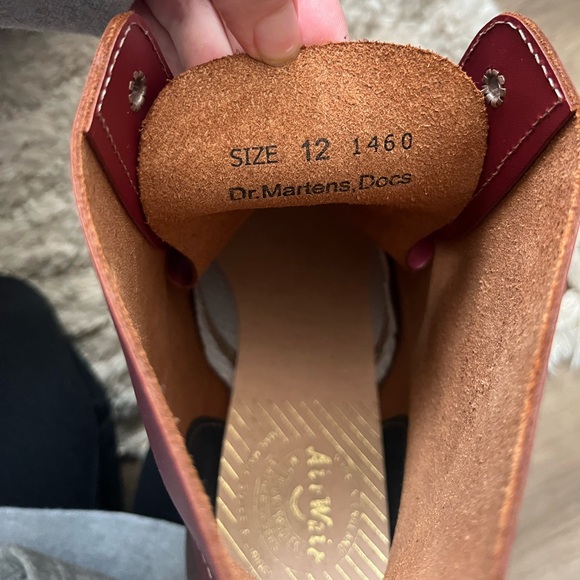 SIZE 12 1460
Dr. Martens, Docs
AirWair